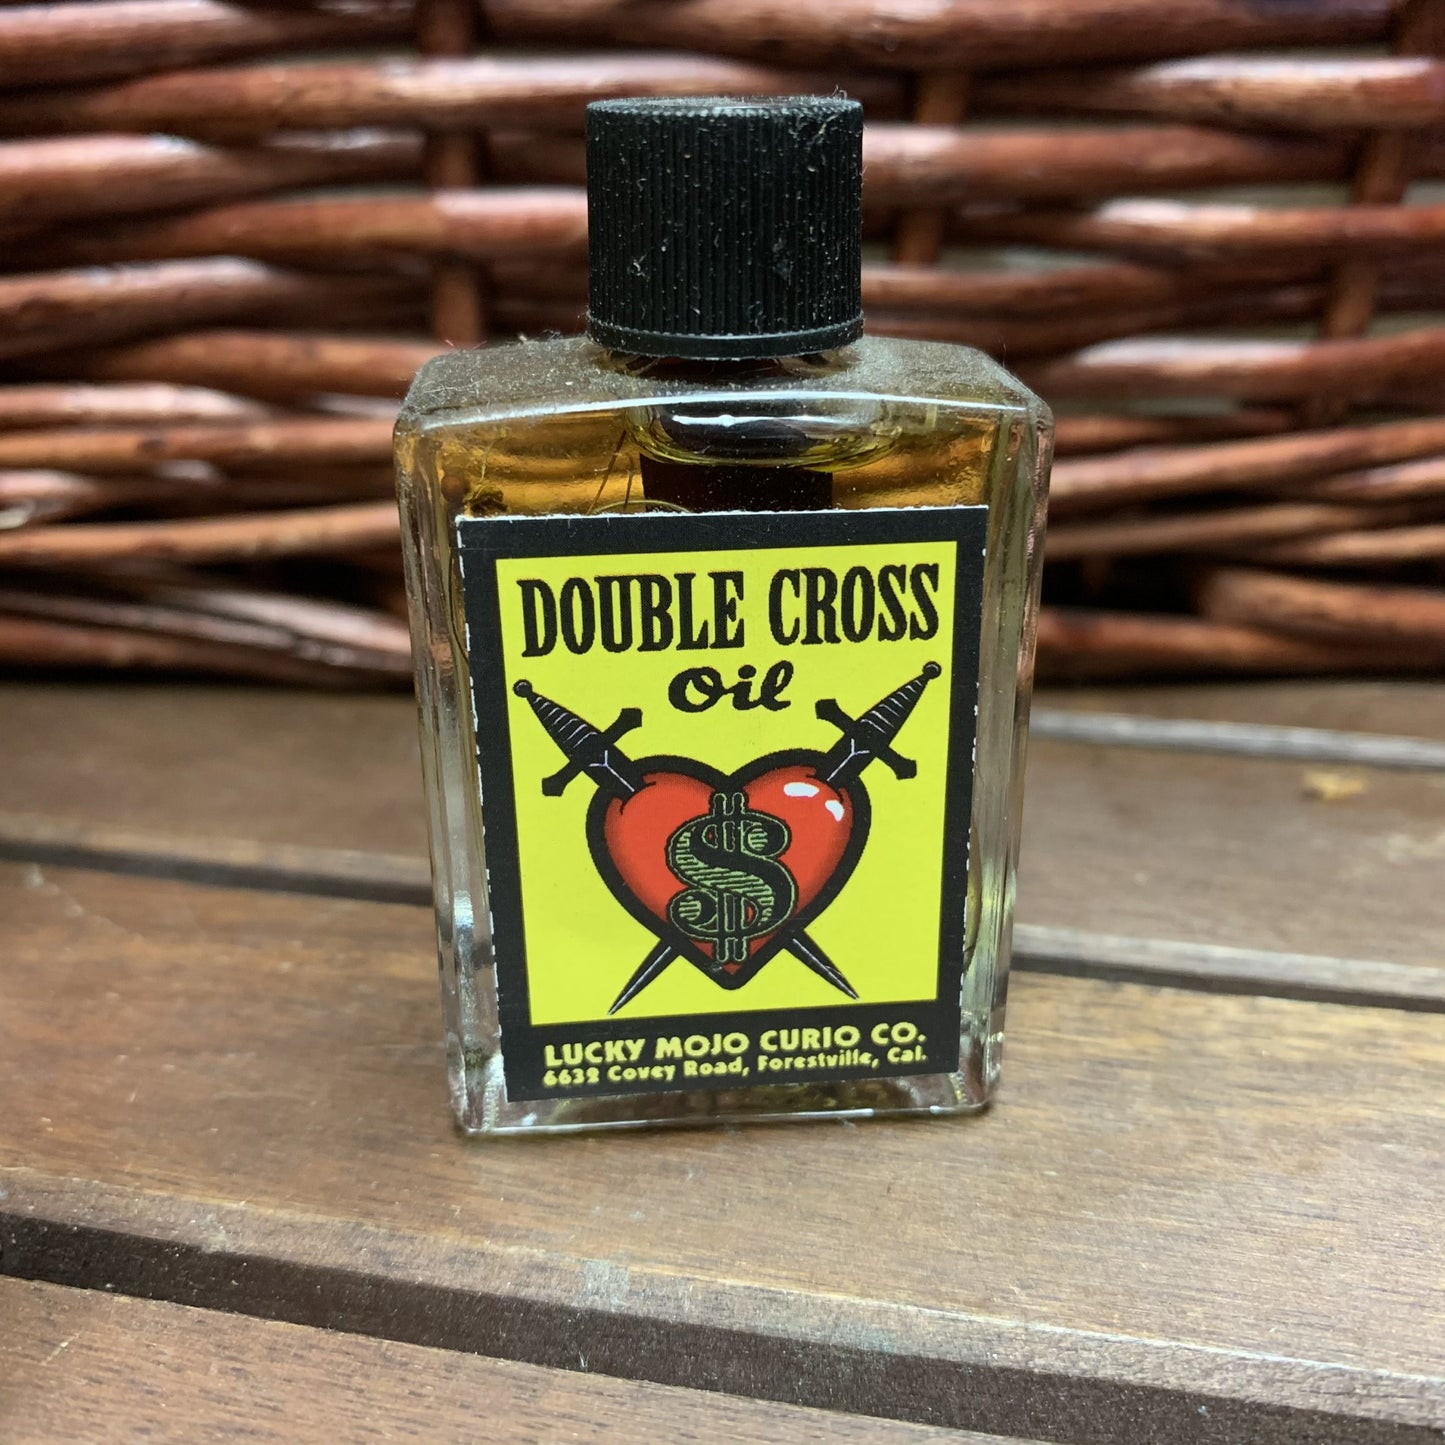 DOUBLE CROSS
Oil
$
LUCKY MOJO CURIO CO.
6632 Covey Road, Forestville, Cal.